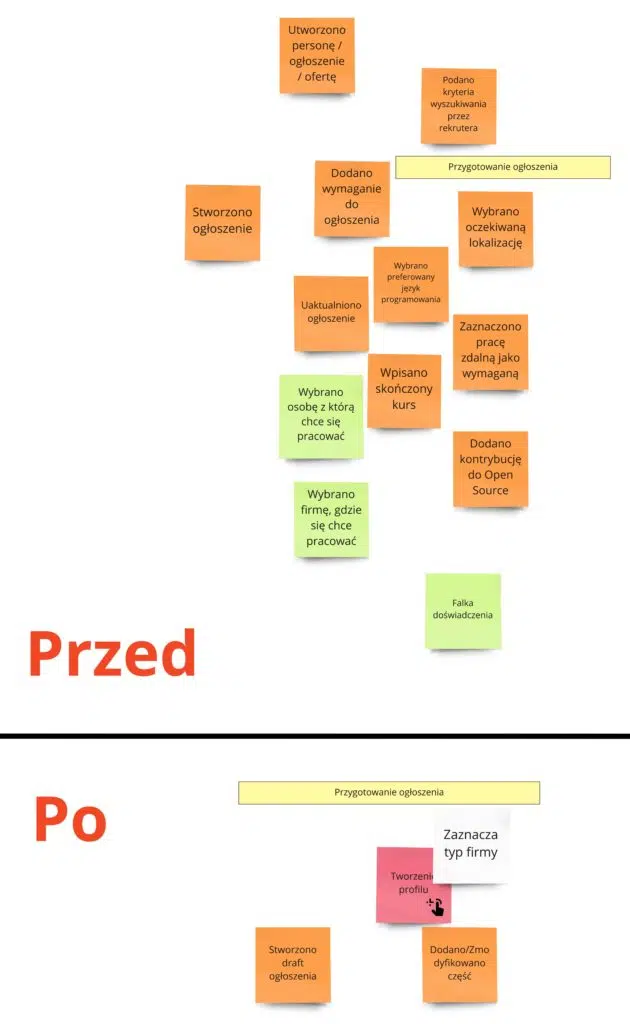 Utworzono
personę /
ogłoszenie
/ ofertę
Podano
kryteria
wyszukiwania
przez
rekrutera
Przygotowanie ogłoszenia
Dodano
wymaganie
do
ogłoszenia
Stworzono
ogłoszenie
Wybrano
oczekiwaną
lokalizację
Wybrano
preferowany
język
programowania
Uaktualniono
ogłoszenie
Zaznaczono
pracę
zdalną jako
wymaganą
Wpisano
skończony
kurs
Wybrano
osobę z którą
chce się
pracować
Dodano
kontrybucję
do Open
Source
Wybrano
firmę, gdzie
się chce
pracować
Falka
doświadczenia
Przed
Po
Przygotowanie ogłoszenia
Zaznacza
typ firmy
Tworzenie
profilu
Stworzono
draft
ogłoszenia
Dodano/Zmo
dyfikowano
część